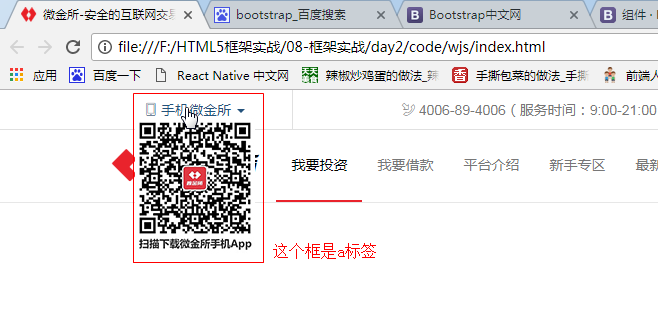 微金所-安全的互联网交易
bootstrap_百度搜索
Bootstrap中文网
组件 ·
file:///F:/HTML5框架实战/08-框架实战/day2/code/wjs/index.html
应用
百度一下
React Native 中文网
辣椒炒鸡蛋的做法_辣
手撕包菜的做法_手撕
前端人
手机微金所
4006-89-4006 ( 服务时间：9:00-21:00
我要投资
我要借款
平台介绍
新手专区
最新
扫描下载微金所手机App
这个框是a标签